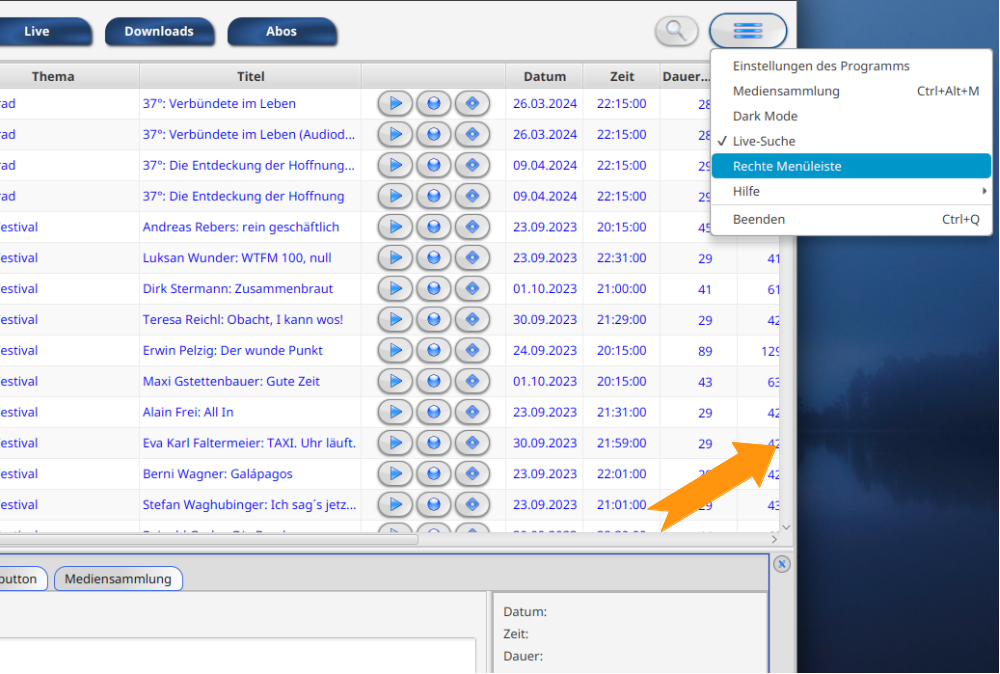 Live Downloads Abos
Einstellungen des Programms
Mediensammlung Ctrl+Alt+M
Dark Mode
✓ Live-Suche
Rechte Menüleiste
Hilfe
Beenden Ctrl+Q
Thema Titel Datum Zeit Dauer...
rad 37°: Verbündete im Leben 26.03.2024 22:15:00 28
rad 37°: Verbündete im Leben (Audiod... 26.03.2024 22:15:00 28
rad 37°: Die Entdeckung der Hoffnung... 09.04.2024 22:15:00 29
rad 37°: Die Entdeckung der Hoffnung 09.04.2024 22:15:00 29
estival Andreas Rebers: rein geschäftlich 23.09.2023 20:15:00 45
estival Luksan Wunder: WTFM 100, null 23.09.2023 22:31:00 29 41
estival Dirk Stermann: Zusammenbraut 01.10.2023 21:00:00 41 61
estival Teresa Reichl: Obacht, I kann wos! 30.09.2023 21:29:00 29 42
estival Erwin Pelzig: Der wunde Punkt 24.09.2023 20:15:00 89 129
estival Maxi Gstettenbauer: Gute Zeit 01.10.2023 20:15:00 43 63
estival Alain Frei: All In 23.09.2023 21:31:00 29 42
estival Eva Karl Faltermeier: TAXI. Uhr läuft. 30.09.2023 21:59:00 29 42
estival Berni Wagner: Galápagos 23.09.2023 22:01:00 42
estival Stefan Waghubinger: Ich sag´s jetz... 23.09.2023 21:01:00 29 43
button Mediensammlung
Datum:
Zeit:
Dauer: